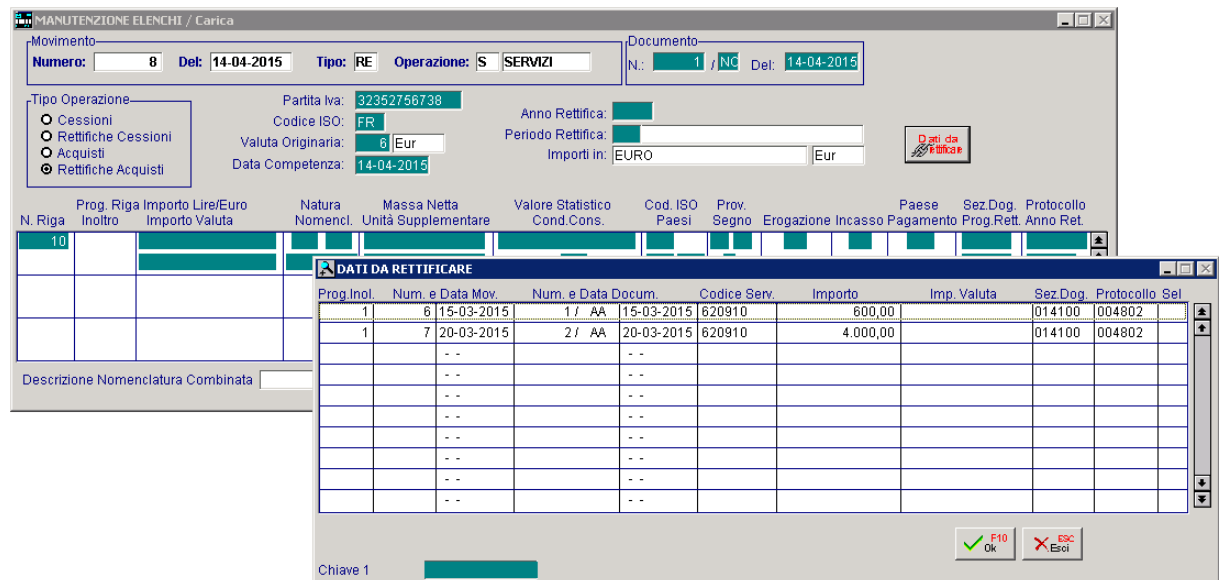 MANUTENZIONE ELENCHI / Carica
Movimento
Numero: 8 Del: 14-04-2015 Tipo: RE Operazione: S SERVIZI
Documento
N.: 1 / NC Del: 14-04-2015
Tipo Operazione
Cessioni
Rettifiche Cessioni
Acquisti
Rettifiche Acquisti
Partita Iva: 32352756738
Codice ISO: FR
Valuta Originaria: 6 Eur
Data Competenza: 14-04-2015
Anno Rettifica:
Periodo Rettifica:
Importi in: EURO Eur
Dati da
Rettificare
Prog. Riga Importo Lire/Euro Natura Massa Netta Valore Statistico Cod. ISO Prov. Paese Sez.Dog. Protocollo
N. Riga Inoltro Importo Valuta Nomencl. Unità Supplementare Cond.Cons. Paesi Segno Erogazione Incasso Pagamento Prog.Rett. Anno Ret.
10
Descrizione Nomenclatura Combinata
DATI DA RETTIFICARE
Prog.Inol. Num. e Data Mov. Num. e Data Docum. Codice Serv. Importo Imp. Valuta Sez.Dog. Protocollo Sel
1 6 15-03-2015 1 / AA 15-03-2015 620910 600,00 014100 004802
1 7 20-03-2015 2 / AA 20-03-2015 620910 4.000,00 014100 004802
- - - -
- - - -
- - - -
- - - -
- - - -
- - - -
- - - -
- - - -
F10
Ok
ESC
Esci
Chiave 1